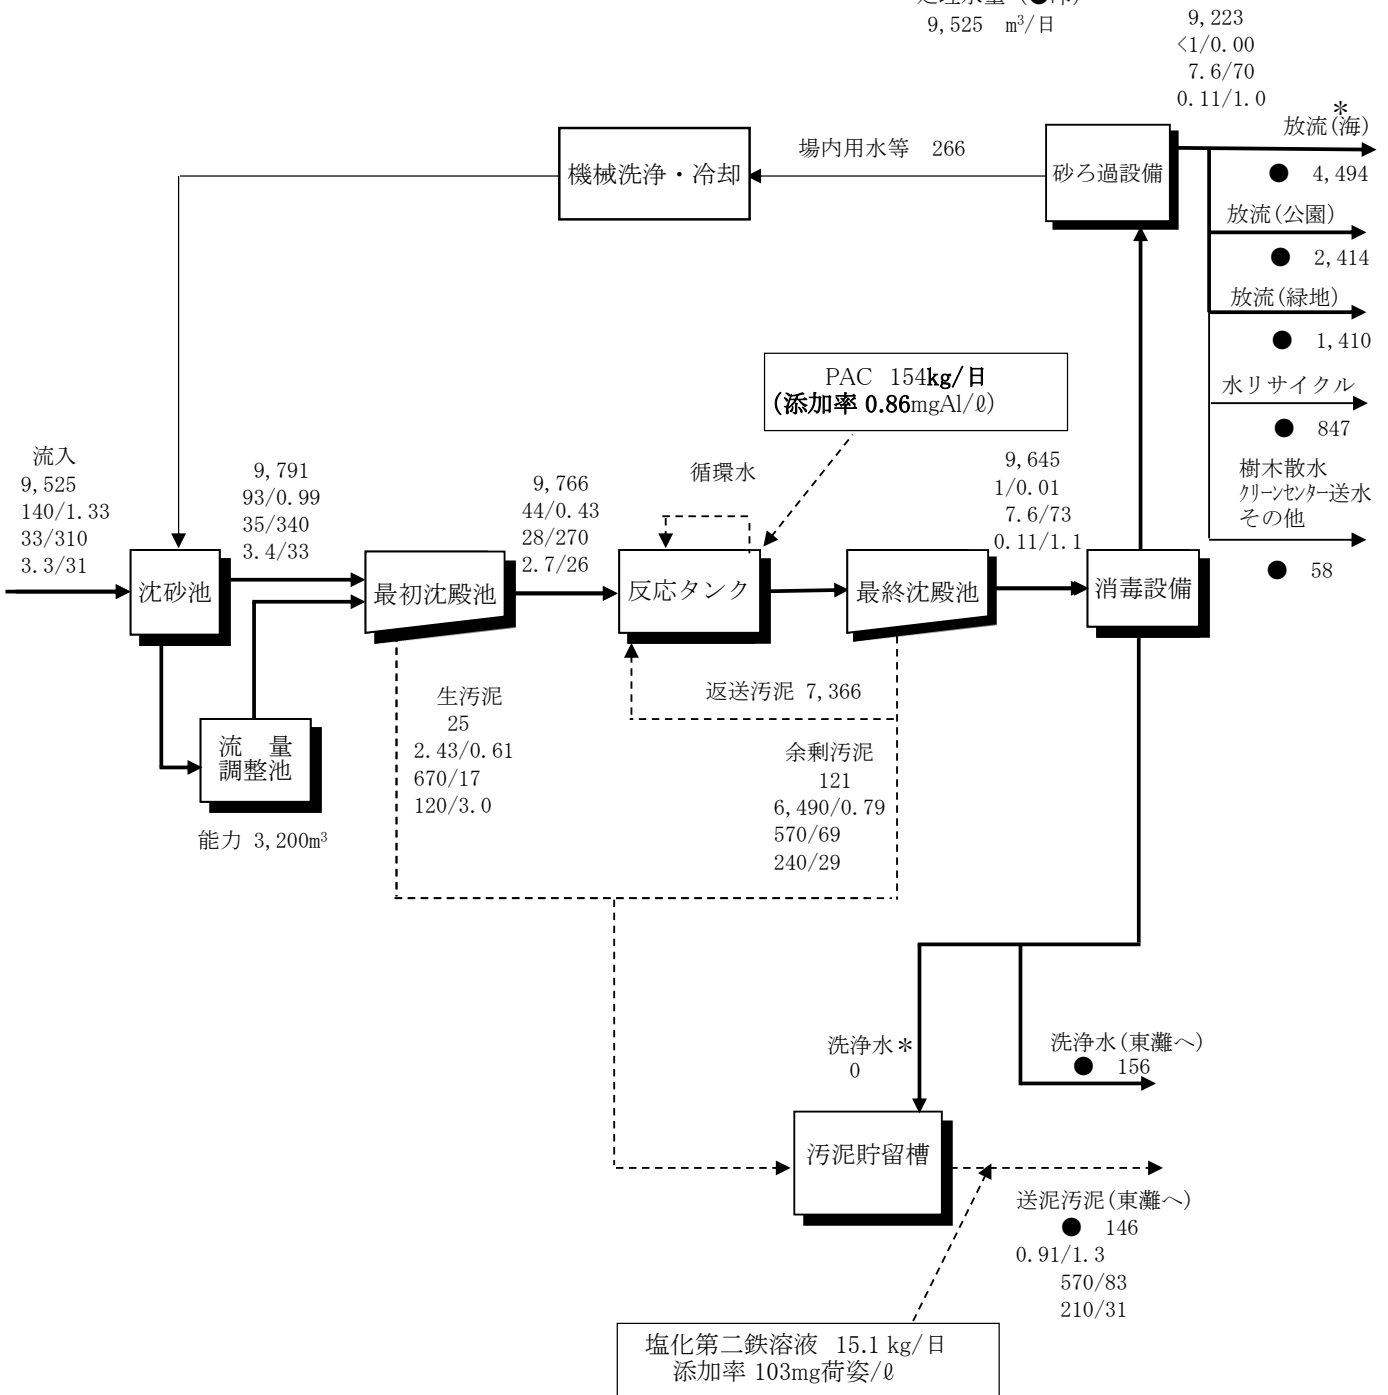 9,525 m³/日
9,223
<1/0.00
7.6/70
0.11/1.0
*
放流(海)
● 4,494
放流(公園)
● 2,414
放流(緑地)
● 1,410
水リサイクル
● 847
樹木散水
クリーンセンター送水
その他
● 58
機械洗浄・冷却
場内用水等 266
砂ろ過設備
PAC 154kg/日
(添加率 0.86mgAl/ℓ)
流入
9,525
140/1.33
33/310
3.3/31
9,791
93/0.99
35/340
3.4/33
9,766
44/0.43
28/270
2.7/26
循環水
9,645
1/0.01
7.6/73
0.11/1.1
沈砂池
最初沈殿池
反応タンク
最終沈殿池
消毒設備
流 量
調整池
能力 3,200m³
生汚泥
25
2.43/0.61
670/17
120/3.0
返送汚泥 7,366
余剰汚泥
121
6,490/0.79
570/69
240/29
洗浄水*
0
洗浄水(東灘へ)
● 156
汚泥貯留槽
送泥汚泥(東灘へ)
● 146
0.91/1.3
570/83
210/31
塩化第二鉄溶液 15.1 kg/日
添加率 103mg荷姿/ℓ